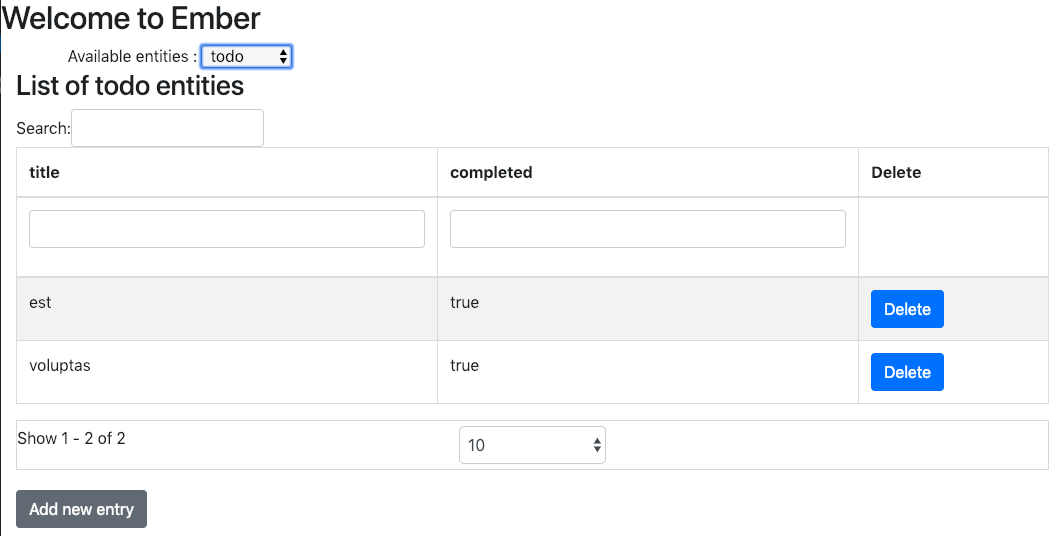 Welcome to Ember
Available entities : todo
List of todo entities
Search:
title completed Delete
est true Delete
voluptas true Delete
Show 1 - 2 of 2 10
Add new entry